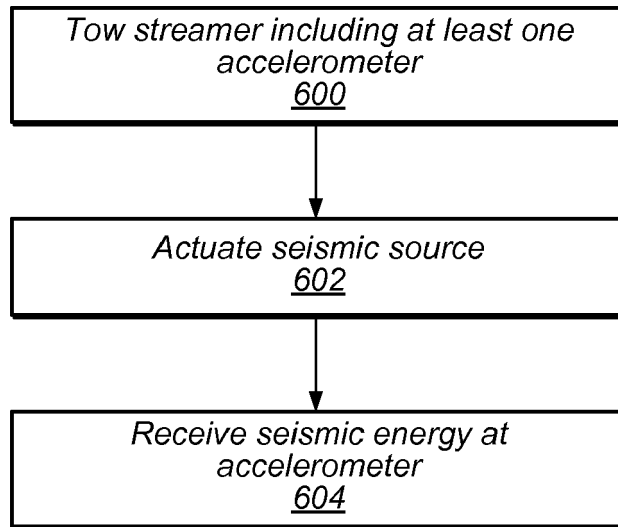 Tow streamer including at least one
accelerometer
600
Actuate seismic source
602
Receive seismic energy at
accelerometer
604